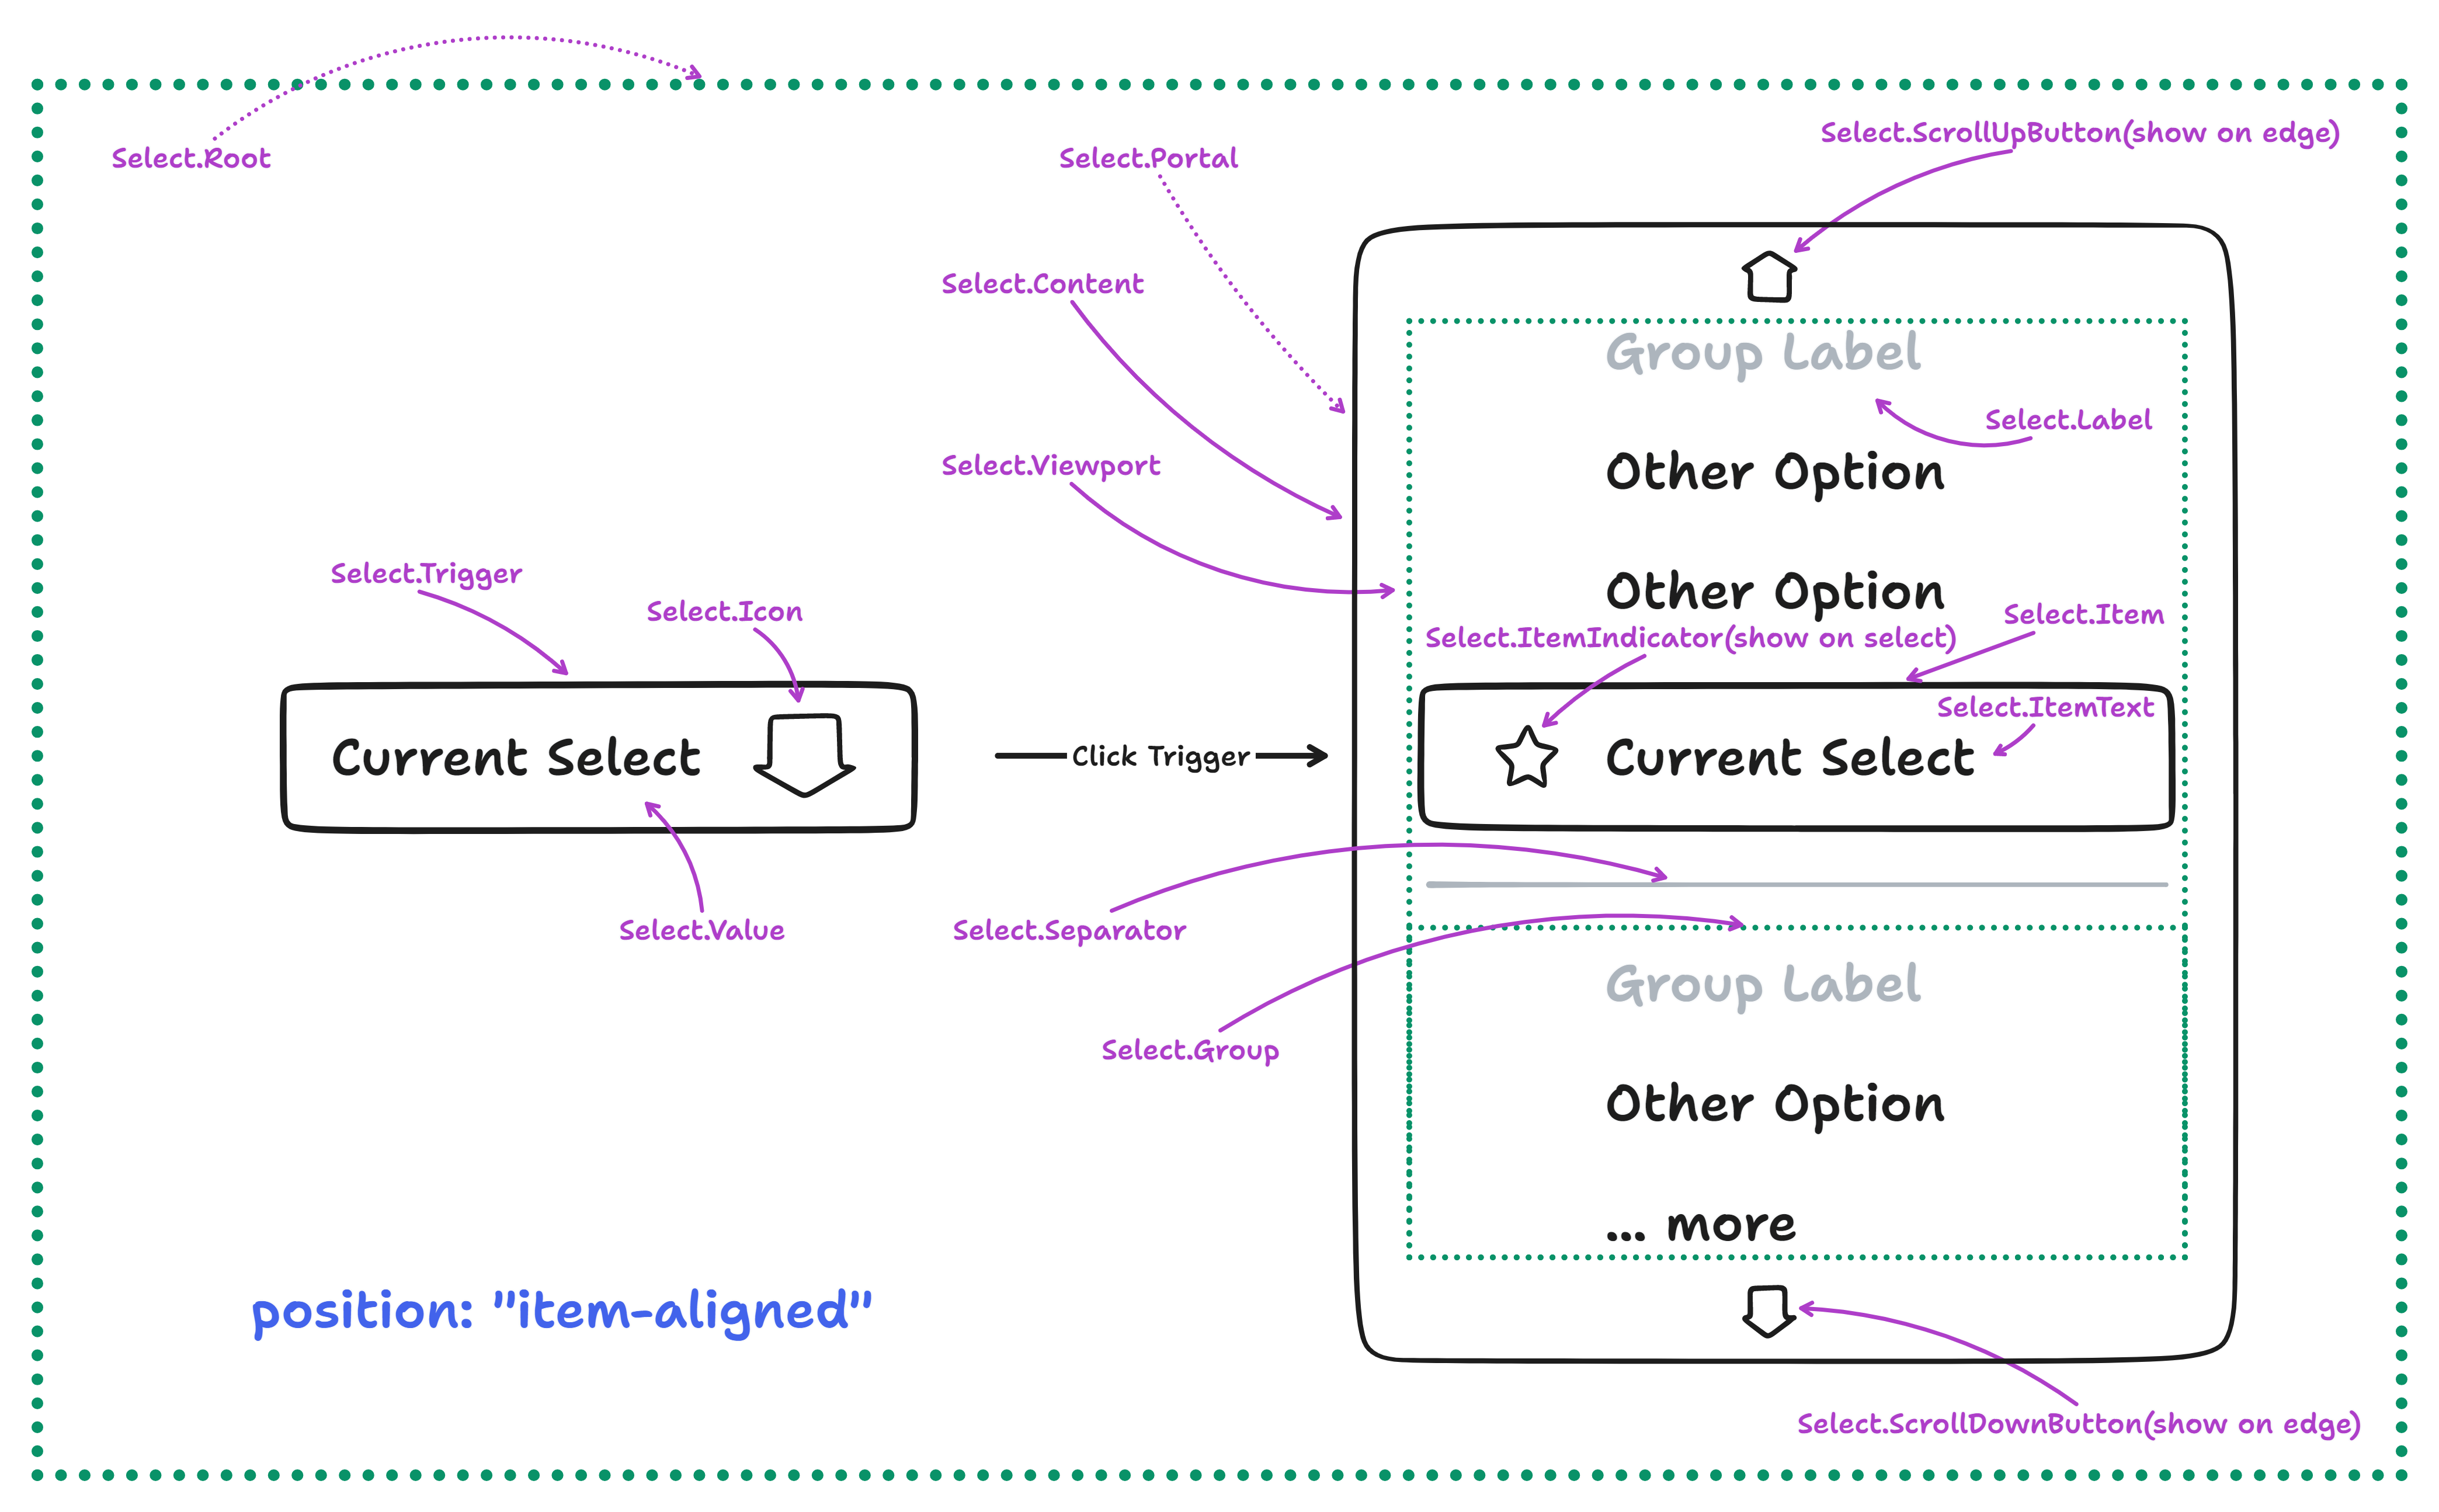 Select.Root
Select.Portal
Select.ScrollUpButton(show on edge)
Select.Content
Group Label
Select.Label
Select.Viewport
Other Option
Select.Trigger
Select.Icon
Other Option
Select.Item
Select.ItemIndicator(show on select)
Select.ItemText
Current Select
Click Trigger
Current Select
Select.Value
Select.Separator
Group Label
Select.Group
Other Option
... more
position: "item-aligned"
Select.ScrollDownButton(show on edge)